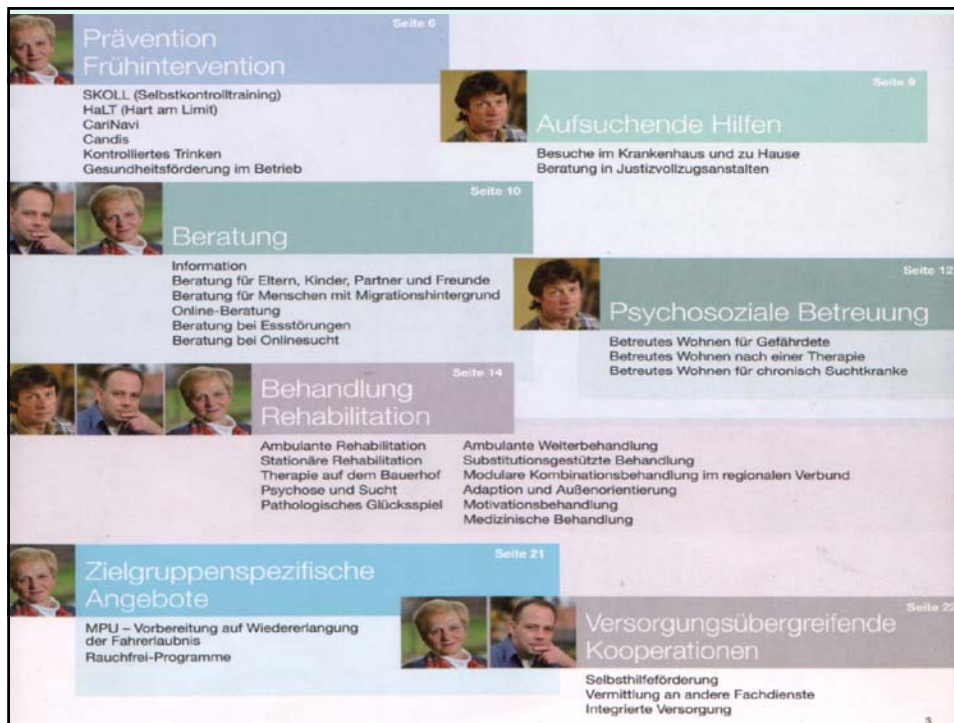 Seite 6
Prävention
Frühintervention
SKOLL (Selbstkontrolltraining)
HaLT (Hart am Limit)
CariNavi
Candis
Kontrolliertes Trinken
Gesundheitsförderung im Betrieb
Seite 9
Aufsuchende Hilfen
Besuche im Krankenhaus und zu Hause
Beratung in Justizvollzugsanstalten
Seite 10
Beratung
Information
Beratung für Eltern, Kinder, Partner und Freunde
Beratung für Menschen mit Migrationshintergrund
Online-Beratung
Beratung bei Essstörungen
Beratung bei Onlinesucht
Seite 12
Psychosoziale Betreuung
Betreutes Wohnen für Gefährdete
Betreutes Wohnen nach einer Therapie
Betreutes Wohnen für chronisch Suchtkranke
Seite 14
Behandlung
Rehabilitation
Ambulante Rehabilitation
Stationäre Rehabilitation
Therapie auf dem Bauerhof
Psychose und Sucht
Pathologisches Glücksspiel
Ambulante Weiterbehandlung
Substitutionsgestützte Behandlung
Modulare Kombinationsbehandlung im regionalen Verbund
Adaption und Außenorientierung
Motivationsbehandlung
Medizinische Behandlung
Seite 21
Zielgruppenspezifische
Angebote
MPU – Vorbereitung auf Wiedererlangung
der Fahrerlaubnis
Rauchfrei-Programme
Seite 22
Versorgungsübergreifende
Kooperationen
Selbsthilfeförderung
Vermittlung an andere Fachdienste
Integrierte Versorgung
3